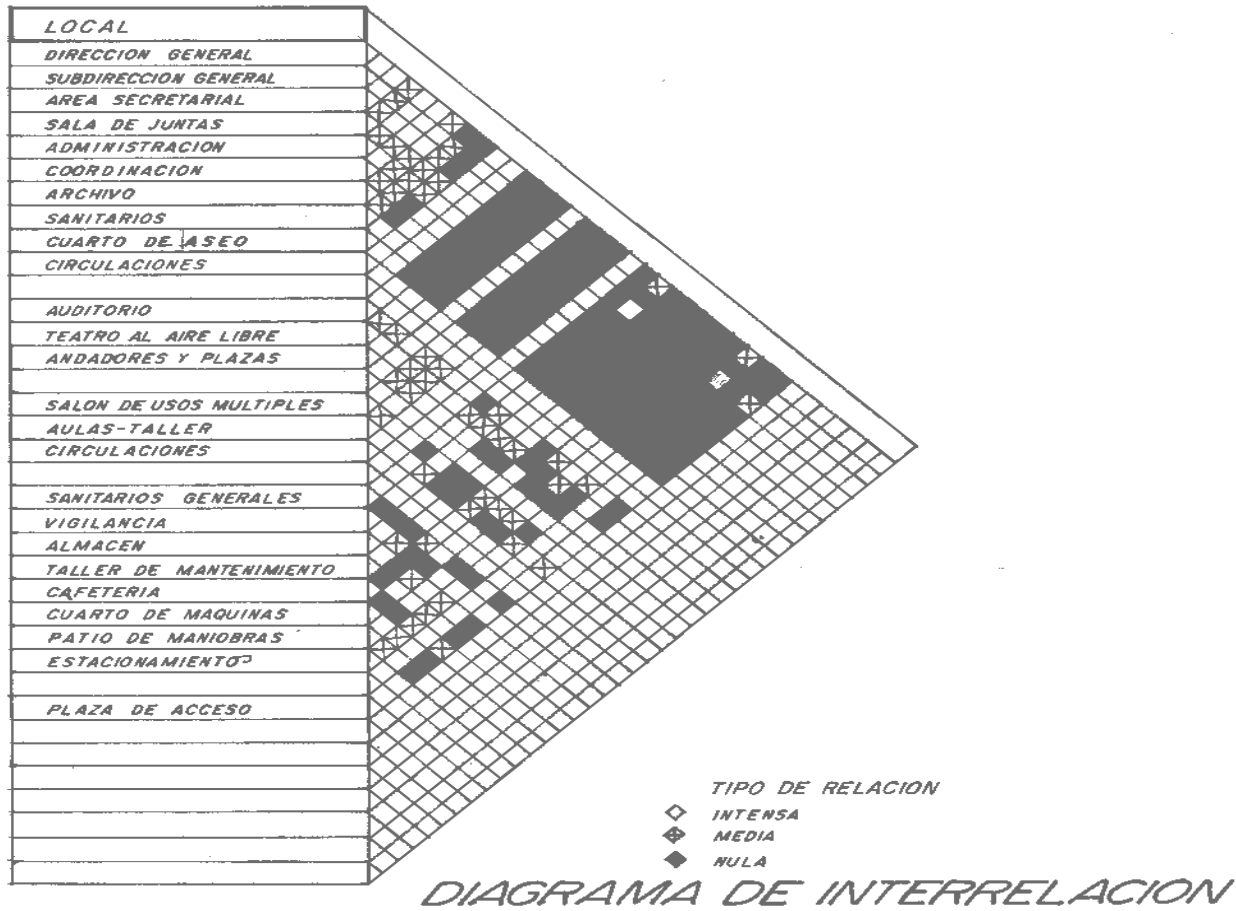 LOCAL
DIRECCION GENERAL
SUBDIRECCION GENERAL
AREA SECRETARIAL
SALA DE JUNTAS
ADMINISTRACION
COORDINACION
ARCHIVO
SANITARIOS
CUARTO DE ASEO
CIRCULACIONES
AUDITORIO
TEATRO AL AIRE LIBRE
ANDADORES Y PLAZAS
SALON DE USOS MULTIPLES
AULAS-TALLER
CIRCULACIONES
SANITARIOS GENERALES
VIGILANCIA
ALMACEN
TALLER DE MANTENIMIENTO
CAFETERIA
CUARTO DE MAQUINAS
PATIO DE MANIOBRAS
ESTACIONAMIENTO
PLAZA DE ACCESO
TIPO DE RELACION
INTENSA
MEDIA
NULA
DIAGRAMA DE INTERRELACION